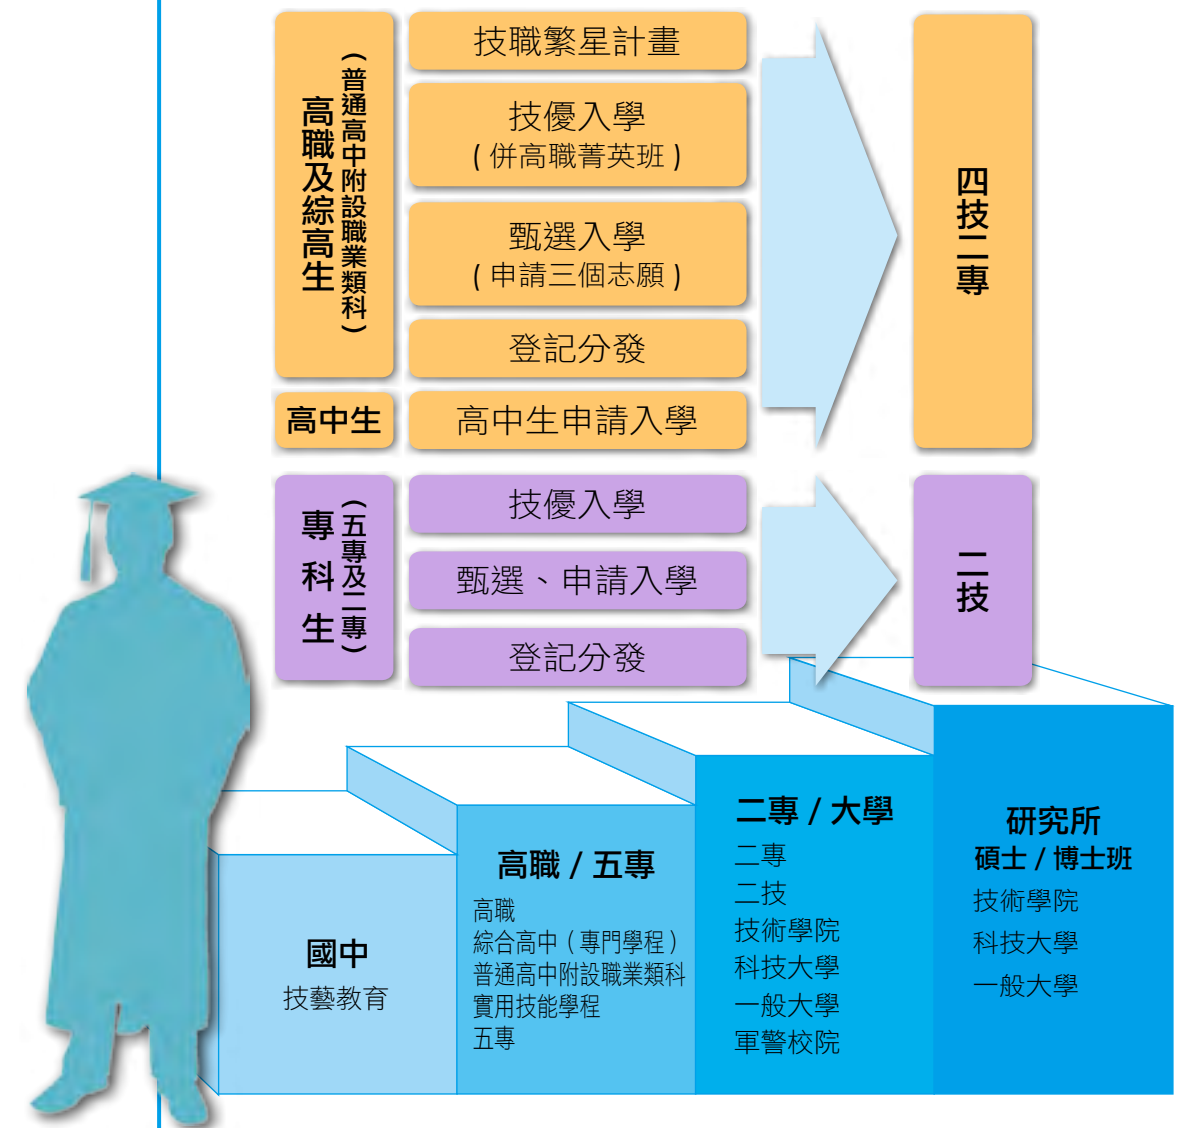 高職及綜高生
（普通高中附設職業類科）
技職繁星計畫
技優入學
( 併高職菁英班 )
甄選入學
( 申請三個志願 )
登記分發
高中生
高中生申請入學
四技二專
專科生
（五專及二專）
技優入學
甄選、申請入學
登記分發
二技
國中
技藝教育
高職 / 五專
高職
綜合高中（專門學程）
普通高中附設職業類科
實用技能學程
五專
二專 / 大學
二專
二技
技術學院
科技大學
一般大學
軍警校院
研究所
碩士 / 博士班
技術學院
科技大學
一般大學